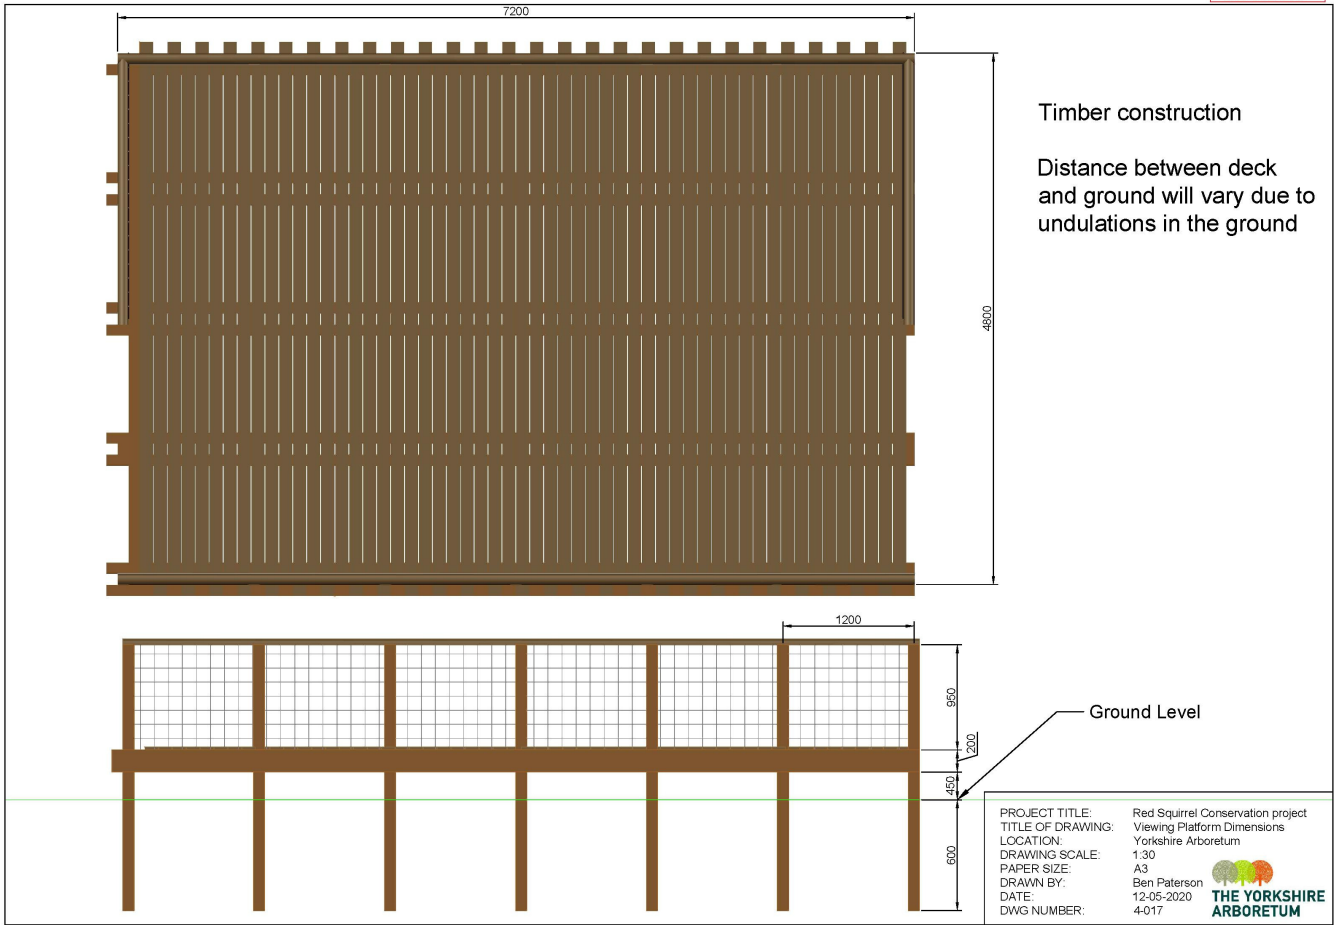 7200
Timber construction
Distance between deck
and ground will vary due to
undulations in the ground
4800
1200
950
200
450
600
Ground Level
PROJECT TITLE: Red Squirrel Conservation project
TITLE OF DRAWING: Viewing Platform Dimensions
LOCATION: Yorkshire Arboretum
DRAWING SCALE: 1:30
PAPER SIZE: A3
DRAWN BY: Ben Paterson
DATE: 12-05-2020
DWG NUMBER: 4-017
THE YORKSHIRE
ARBORETUM